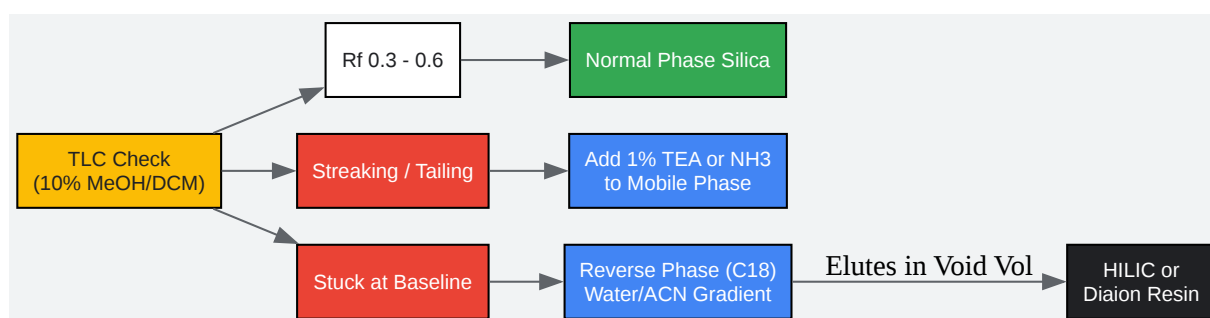 Rf 0.3 - 0.6
Normal Phase Silica
TLC Check
(10% MeOH/DCM)
Streaking / Tailing
Add 1% TEA or NH3
to Mobile Phase
Stuck at Baseline
Reverse Phase (C18)
Water/ACN Gradient
Elutes in Void Vol
HILIC or
Diaion Resin